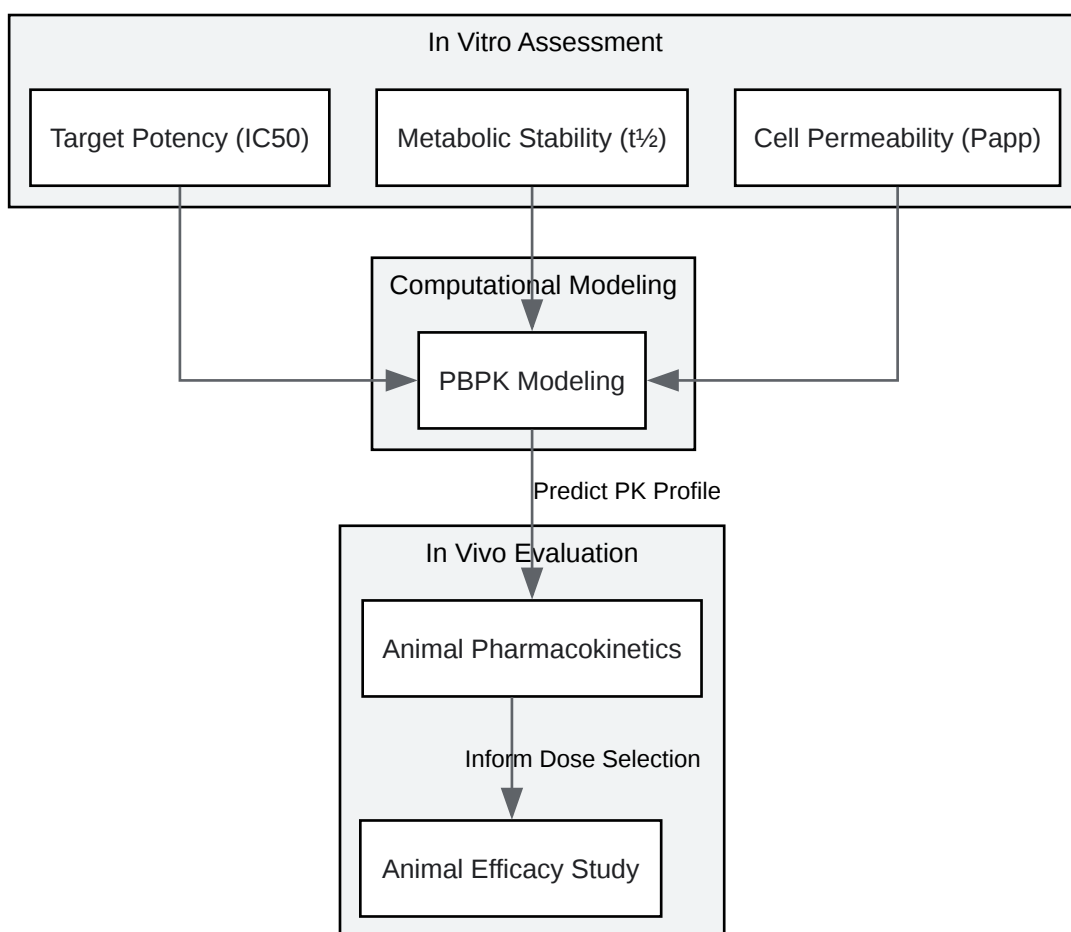 In Vitro Assessment
Target Potency (IC50)
Metabolic Stability (t½)
Cell Permeability (Papp)
Computational Modeling
PBPK Modeling
Predict PK Profile
In Vivo Evaluation
Animal Pharmacokinetics
Inform Dose Selection
Animal Efficacy Study